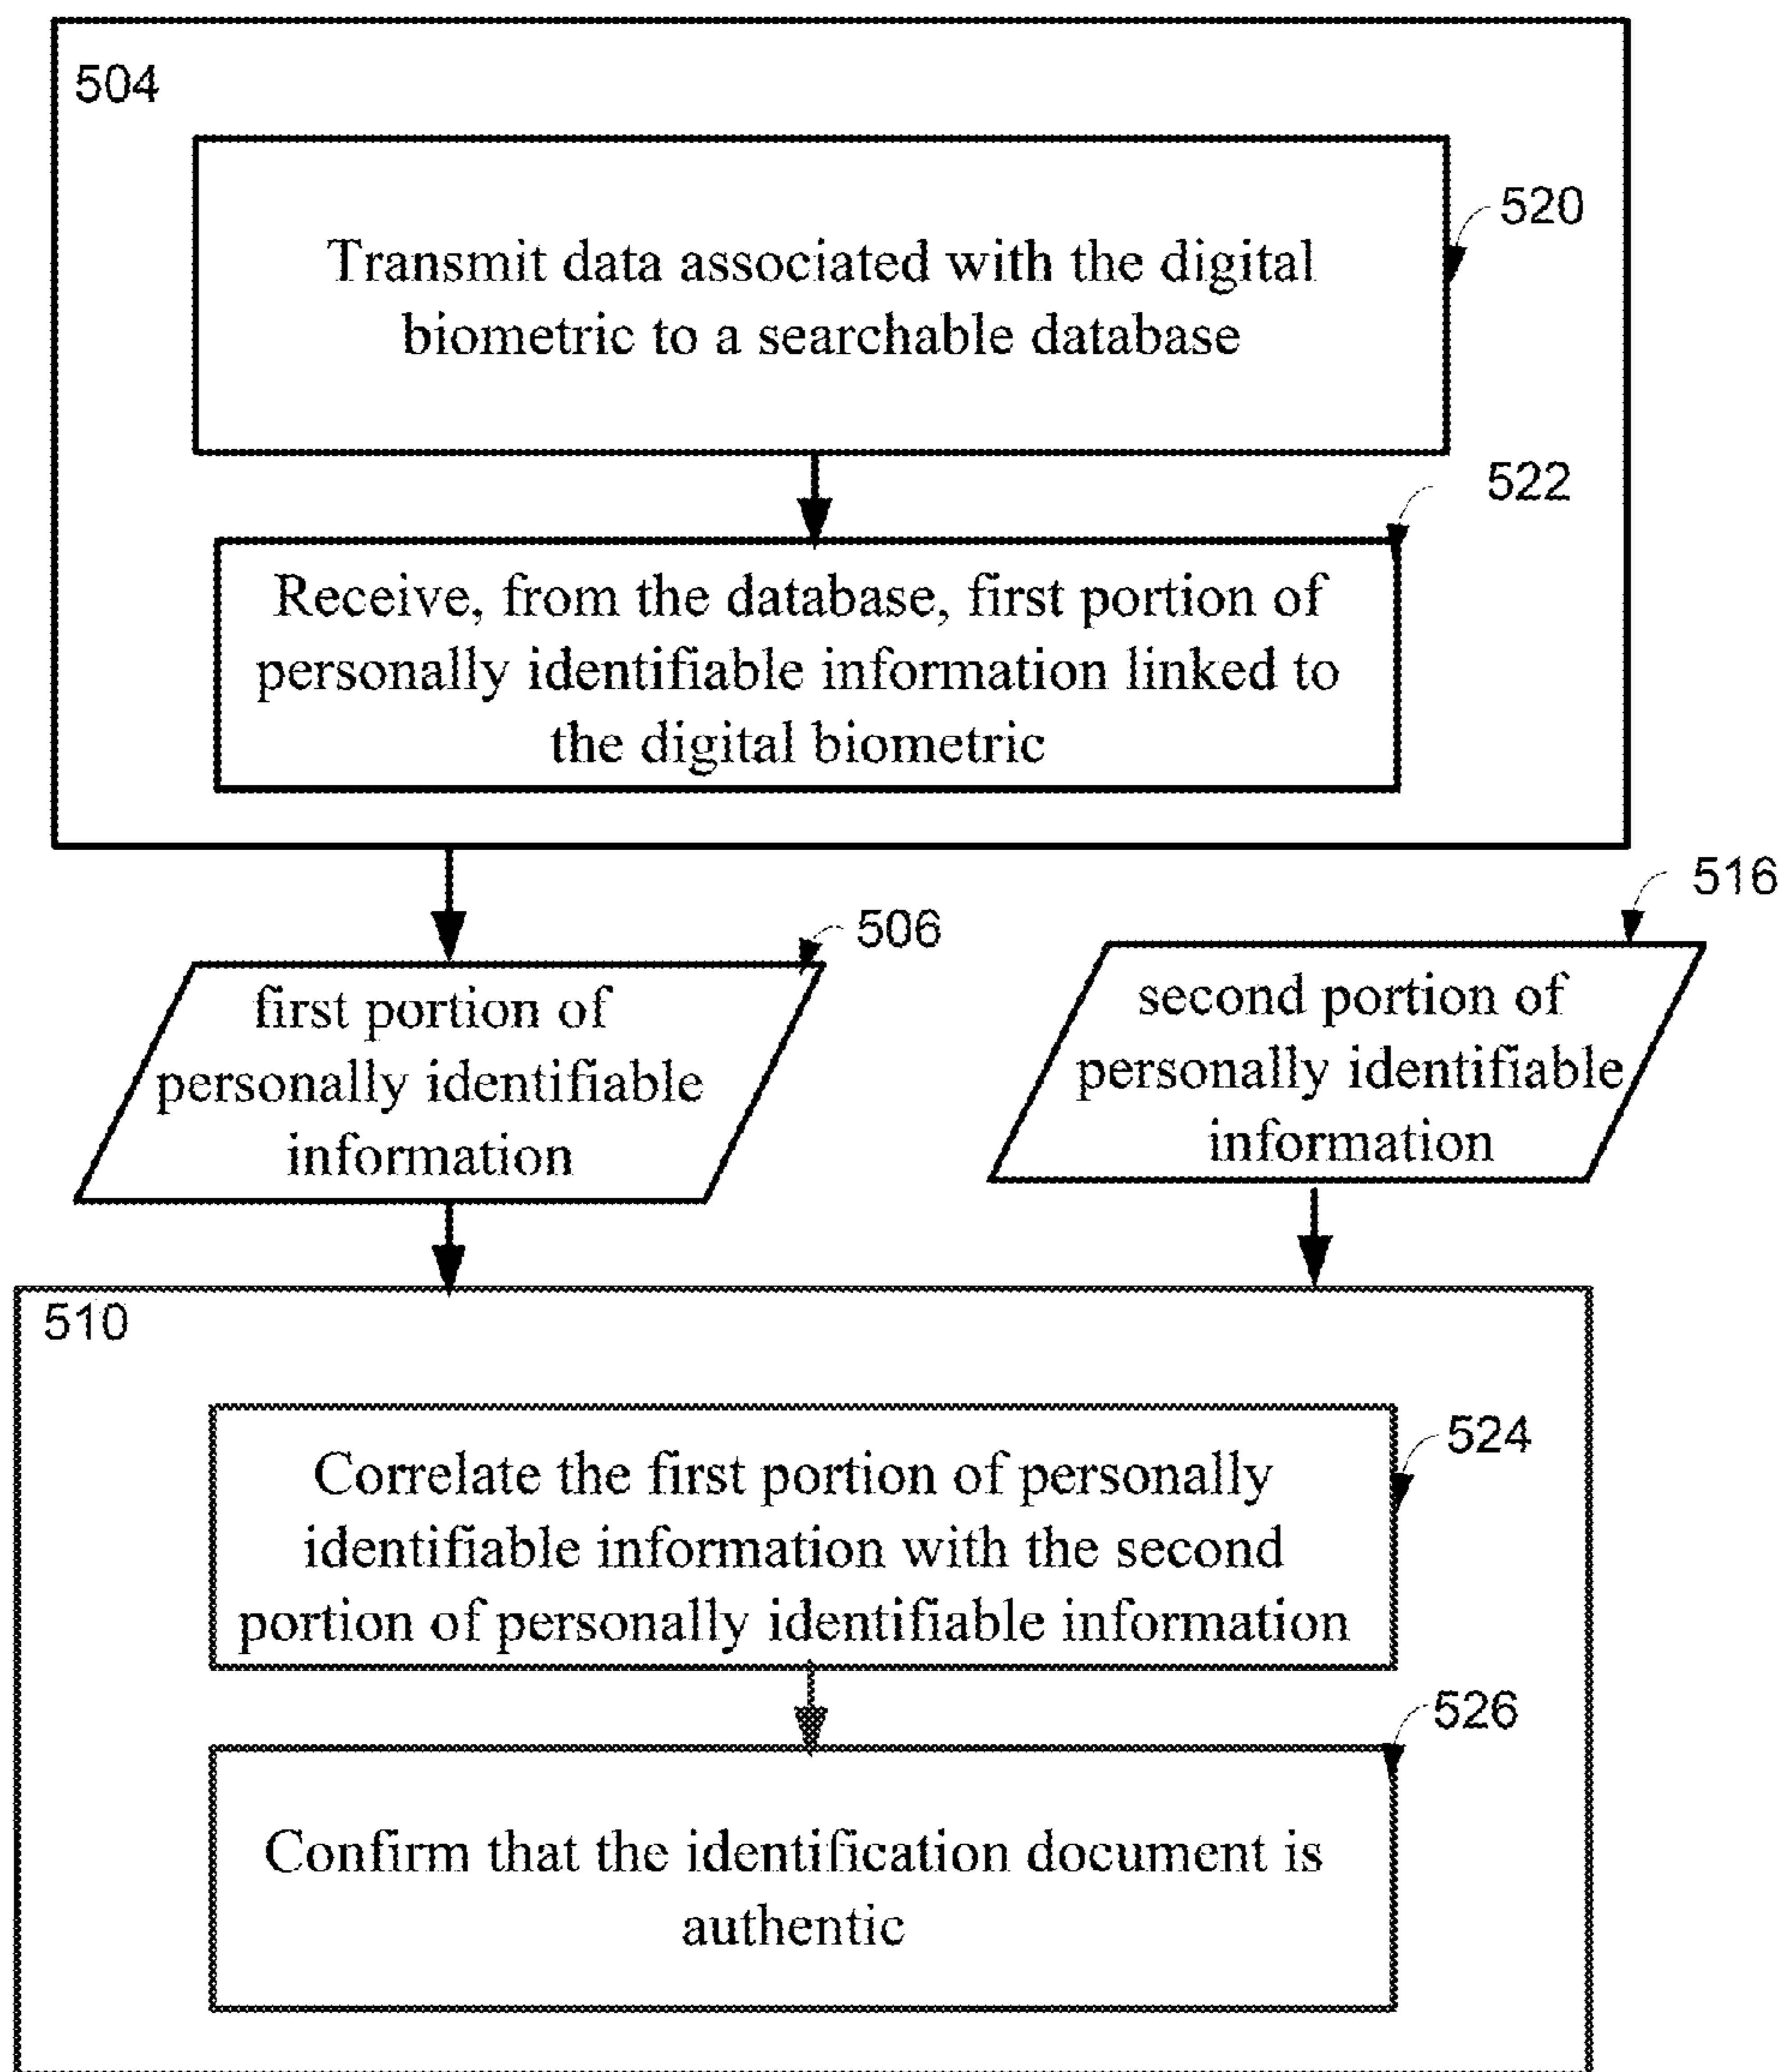 504
520
Transmit data associated with the digital
biometric to a searchable database
522
Receive, from the database, first portion of
personally identifiable information linked to
the digital biometric
516
506
first portion of
personally identifiable
information
second portion of
personally identifiable
information
510
524
Correlate the first portion of personally
identifiable information with the second
portion of personally identifiable information
526
Confirm that the identification document is
authentic